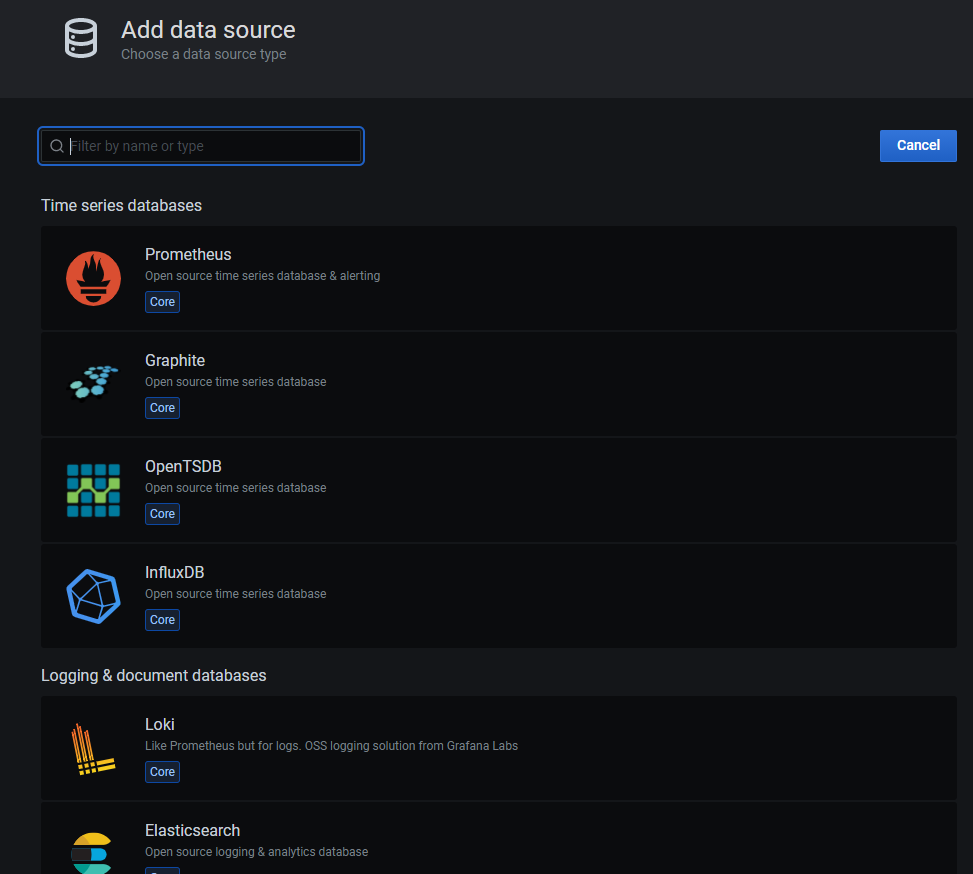 Add data source
Choose a data source type
Filter by name or type
Cancel
Time series databases
Prometheus
Open source time series database & alerting
Core
Graphite
Open source time series database
Core
OpenTSDB
Open source time series database
Core
InfluxDB
Open source time series database
Core
Logging & document databases
Loki
Like Prometheus but for logs. OSS logging solution from Grafana Labs
Core
Elasticsearch
Open source logging & analytics database